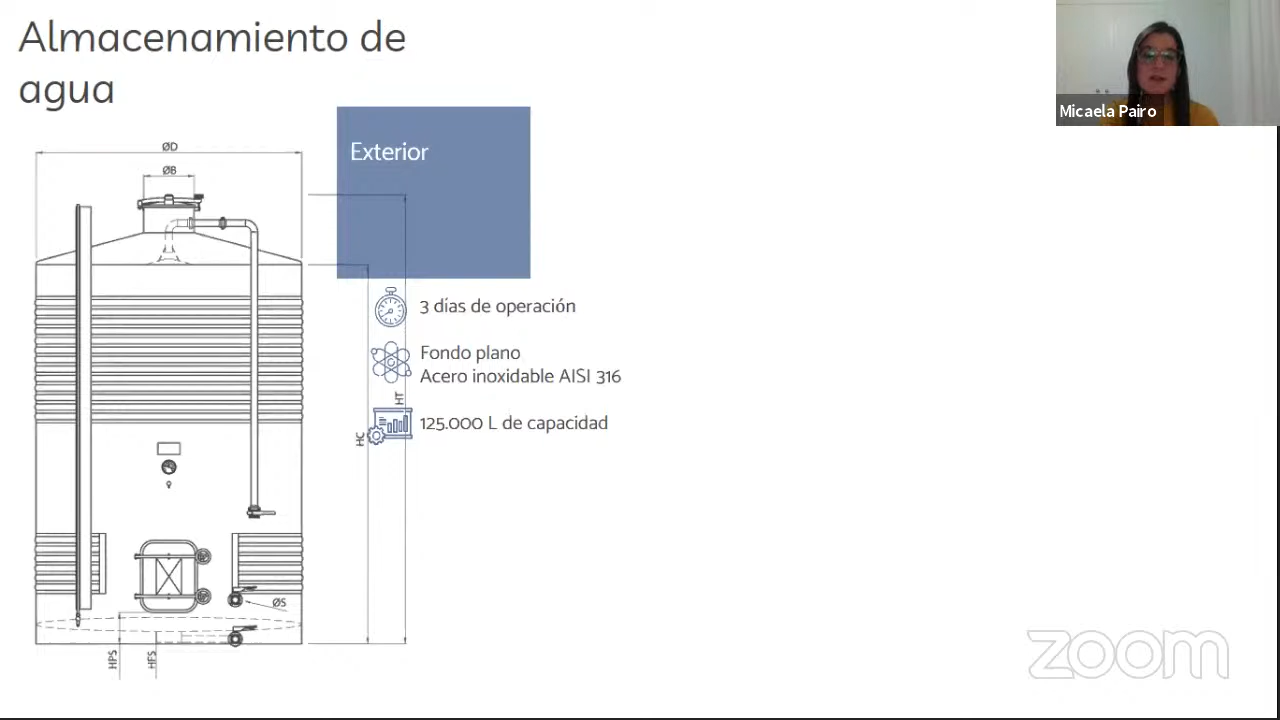 Almacenamiento de
agua
Micaela Pairo
Exterior
ØD
ØB
3 días de operación
Fondo plano
Acero inoxidable AISI 316
HT
125.000 L de capacidad
HC
ØS
HPS
HFS
zoom